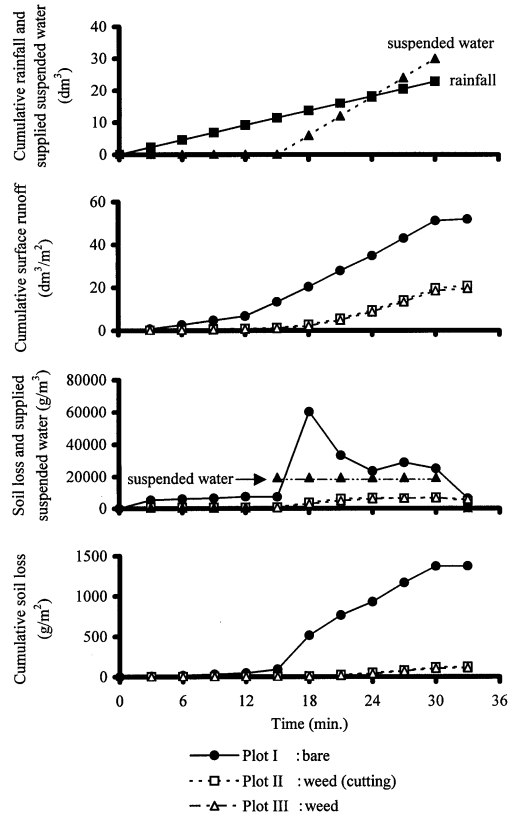 Cumulative rainfall and
supplied suspended water
(dm³)
40
30
20
10
0
suspended water
rainfall
Cumulative surface runoff
(dm³/m²)
60
40
20
0
Soil loss and supplied
suspended water (g/m³)
80000
60000
40000
20000
0
suspended water
Cumulative soil loss
(g/m²)
1500
1000
500
0
0 6 12 18 24 30 36
Time (min.)
Plot I : bare
Plot II : weed (cutting)
Plot III : weed